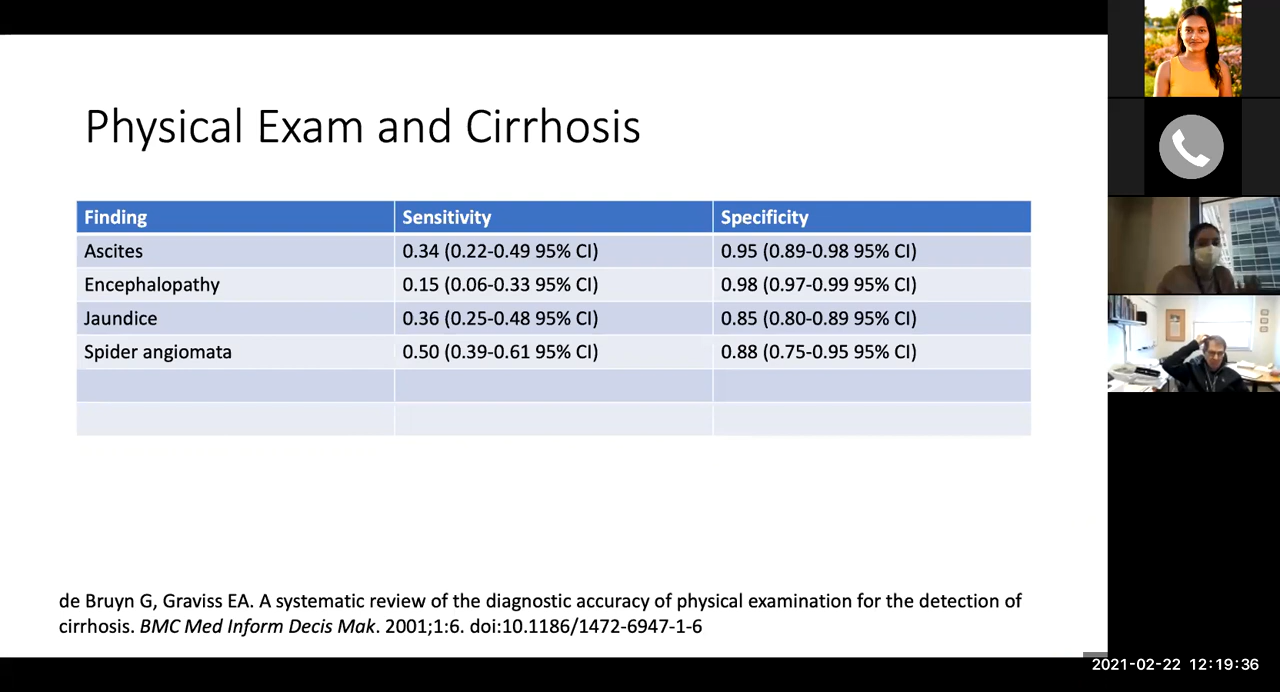 Physical Exam and Cirrhosis
Finding Sensitivity Specificity
Ascites 0.34 (0.22-0.49 95% CI) 0.95 (0.89-0.98 95% CI)
Encephalopathy 0.15 (0.06-0.33 95% CI) 0.98 (0.97-0.99 95% CI)
Jaundice 0.36 (0.25-0.48 95% CI) 0.85 (0.80-0.89 95% CI)
Spider angiomata 0.50 (0.39-0.61 95% CI) 0.88 (0.75-0.95 95% CI)
de Bruyn G, Graviss EA. A systematic review of the diagnostic accuracy of physical examination for the detection of
cirrhosis. BMC Med Inform Decis Mak. 2001;1:6. doi:10.1186/1472-6947-1-6
2021-02-22 12:19:36